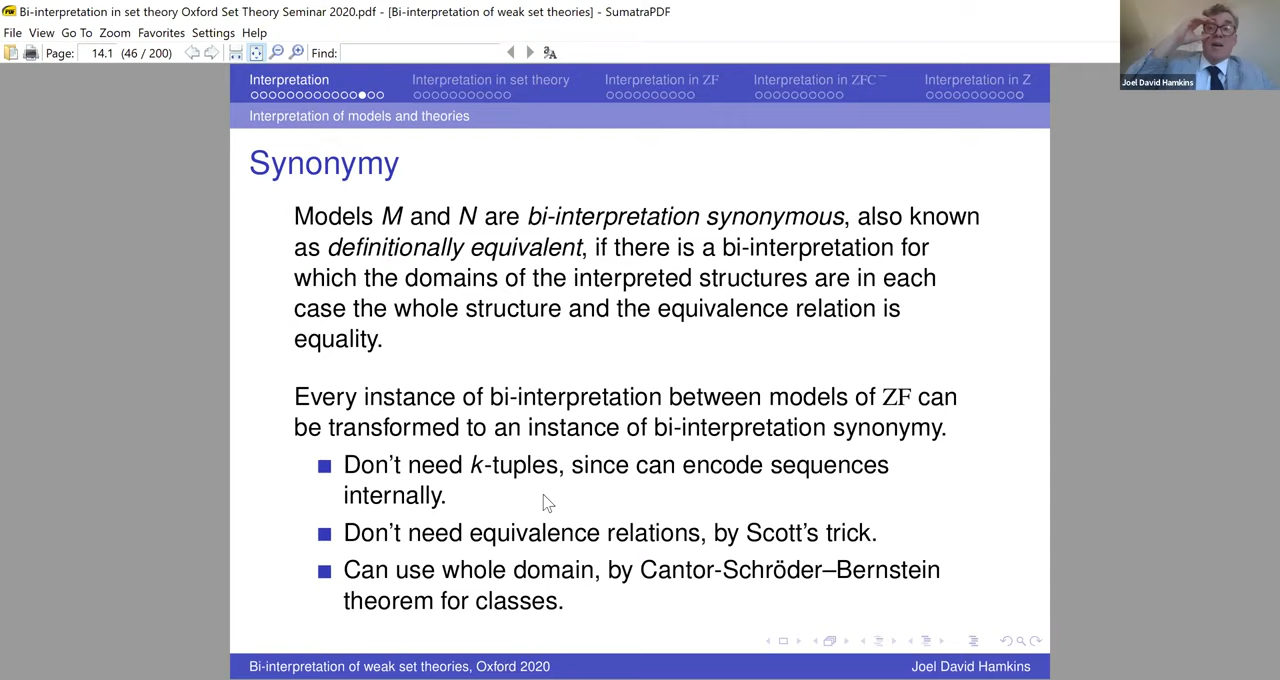 Bi-interpretation in set theory Oxford Set Theory Seminar 2020.pdf - [Bi-interpretation of weak set theories] - SumatraPDF
File View Go To Zoom Favorites Settings Help
Page: 14.1 (46 / 200) Find:
Joel David Hamkins
Interpretation Interpretation in set theory Interpretation in ZF Interpretation in ZFC⁻ Interpretation in Z
Interpretation of models and theories
Synonymy
Models M and N are bi-interpretation synonymous, also known
as definitionally equivalent, if there is a bi-interpretation for
which the domains of the interpreted structures are in each
case the whole structure and the equivalence relation is
equality.
Every instance of bi-interpretation between models of ZF can
be transformed to an instance of bi-interpretation synonymy.
Don't need k-tuples, since can encode sequences
internally.
Don't need equivalence relations, by Scott's trick.
Can use whole domain, by Cantor-Schröder–Bernstein
theorem for classes.
Bi-interpretation of weak set theories, Oxford 2020 Joel David Hamkins